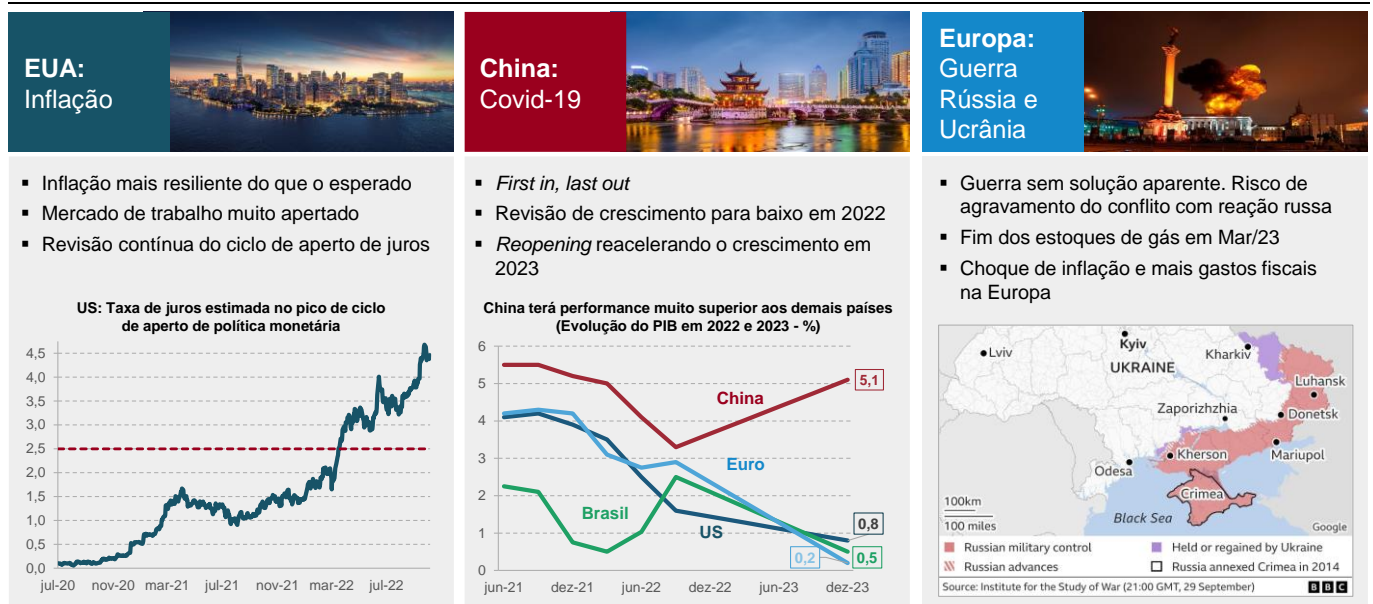 EUA:
Inflação
China:
Covid-19
Europa:
Guerra
Rússia e
Ucrânia
▪ Inflação mais resiliente do que o esperado
▪ Mercado de trabalho muito apertado
▪ Revisão contínua do ciclo de aperto de juros
US: Taxa de juros estimada no pico de ciclo
de aperto de política monetária
4,5
4,0
3,5
3,0
2,5
2,0
1,5
1,0
0,5
0,0
jul-20 nov-20 mar-21 jul-21 nov-21 mar-22 jul-22
▪ First in, last out
▪ Revisão de crescimento para baixo em 2022
▪ Reopening reacelerando o crescimento em
2023
China terá performance muito superior aos demais países
(Evolução do PIB em 2022 e 2023 - %)
6
5
4
3
2
1
0
China
5,1
Euro
Brasil
US
0,8
0,2
0,5
jun-21 dez-21 jun-22 dez-22 jun-23 dez-23
▪ Guerra sem solução aparente. Risco de
agravamento do conflito com reação russa
▪ Fim dos estoques de gás em Mar/23
▪ Choque de inflação e mais gastos fiscais
na Europa
Lviv
Kyiv
Kharkiv
UKRAINE
Luhansk
Zaporizhzhia
Donetsk
Kherson
Mariupol
Odesa
Crimea
100km
100 miles
Black Sea
Google
Russian military control
Held or regained by Ukraine
Russian advances
Russia annexed Crimea in 2014
Source: Institute for the Study of War (21:00 GMT, 29 September)
BBC